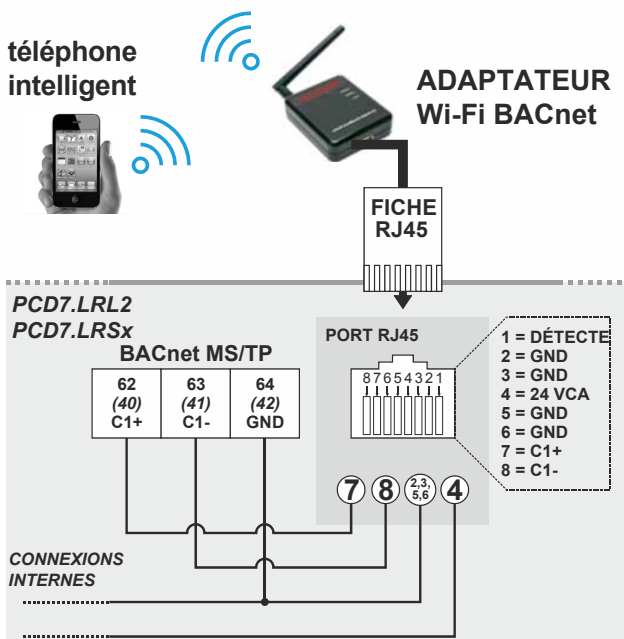 téléphone
intelligent
ADAPTATEUR
Wi-Fi BACnet
FICHE
RJ45
PCD7.LRL2
PCD7.LRSx
BACnet MS/TP
62
(40)
C1+
63
(41)
C1-
64
(42)
GND
PORT RJ45
87654321
1 = DÉTECTE
2 = GND
3 = GND
4 = 24 VCA
5 = GND
6 = GND
7 = C1+
8 = C1-
7
8
2,3,
5,6
4
CONNEXIONS
INTERNES